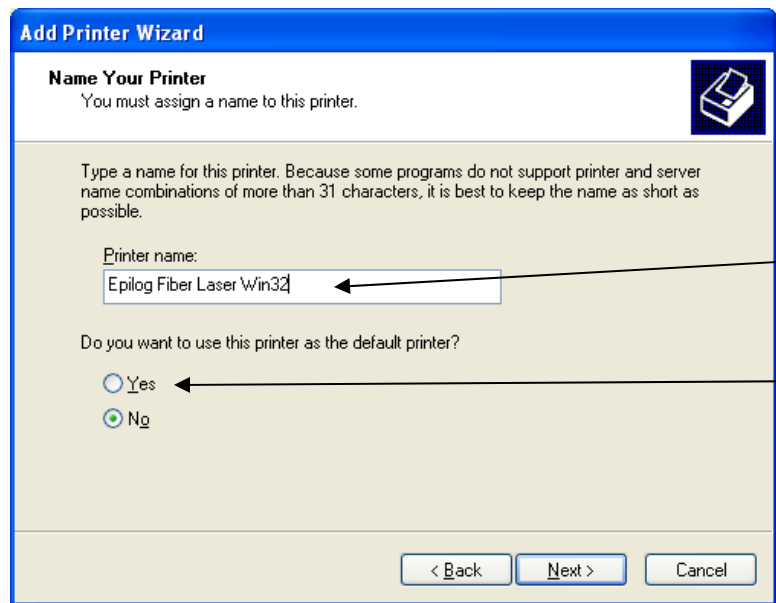 Add Printer Wizard
Name Your Printer
You must assign a name to this printer.
Type a name for this printer. Because some programs do not support printer and server
name combinations of more than 31 characters, it is best to keep the name as short as
possible.
Printer name:
Epilog Fiber Laser Win32
Do you want to use this printer as the default printer?
Yes
No
< Back
Next >
Cancel